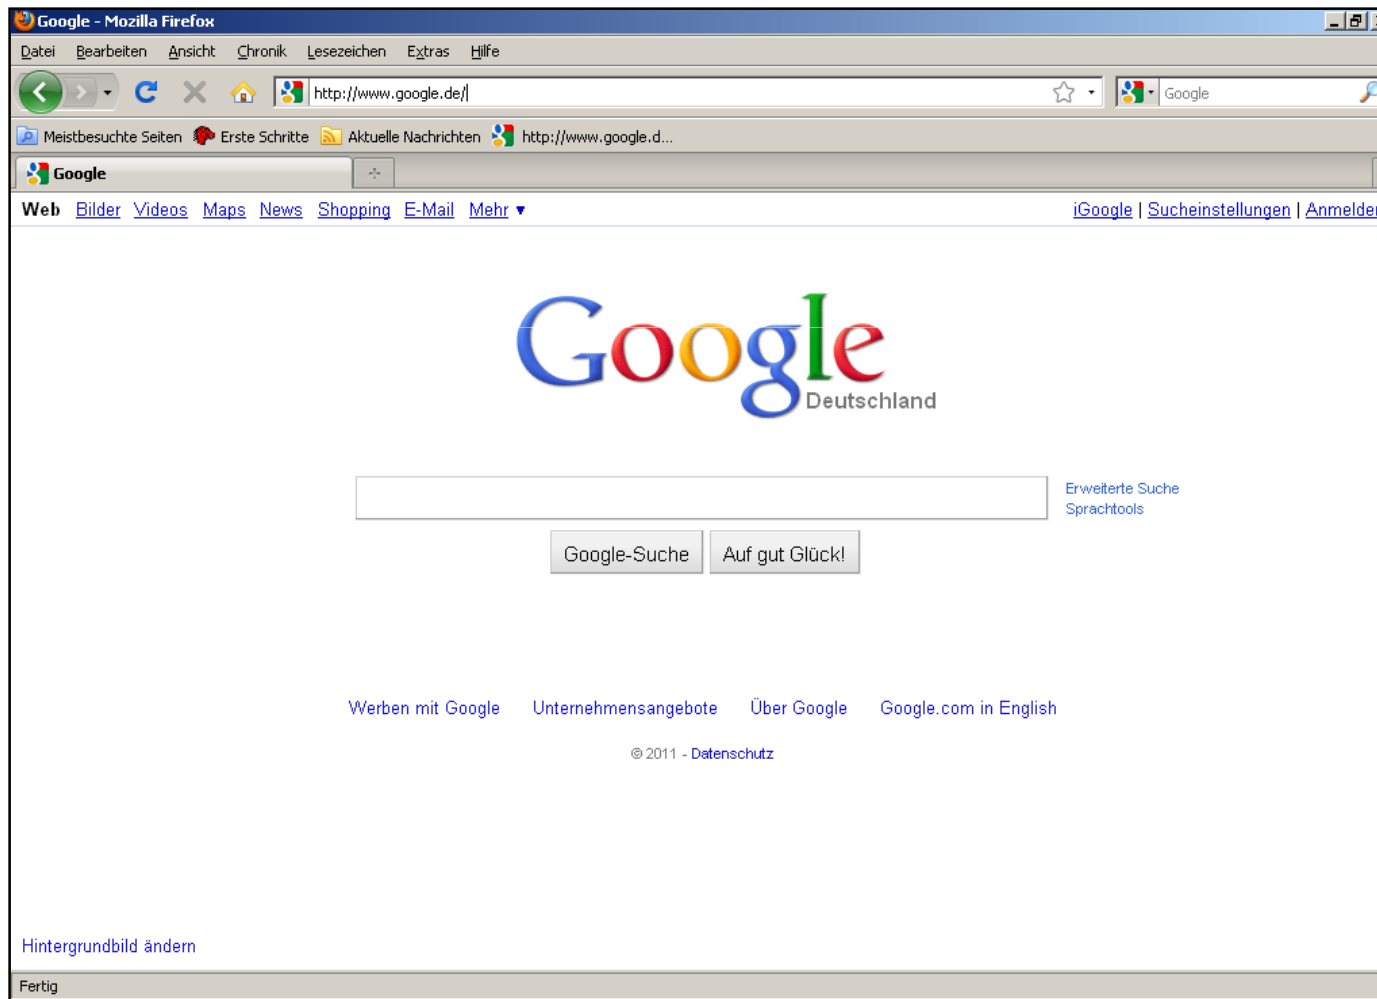 Google - Mozilla Firefox
Datei Bearbeiten Ansicht Chronik Lesezeichen Extras Hilfe
http://www.google.de/ Google
Meistbesuchte Seiten Erste Schritte Aktuelle Nachrichten http://www.google.d...
Google
Web Bilder Videos Maps News Shopping E-Mail Mehr ▼ iGoogle | Sucheinstellungen | Anmelden
Google
Deutschland
Erweiterte Suche
Sprachtools
Google-Suche Auf gut Glück!
Werben mit Google Unternehmensangebote Über Google Google.com in English
© 2011 - Datenschutz
Hintergrundbild ändern
Fertig